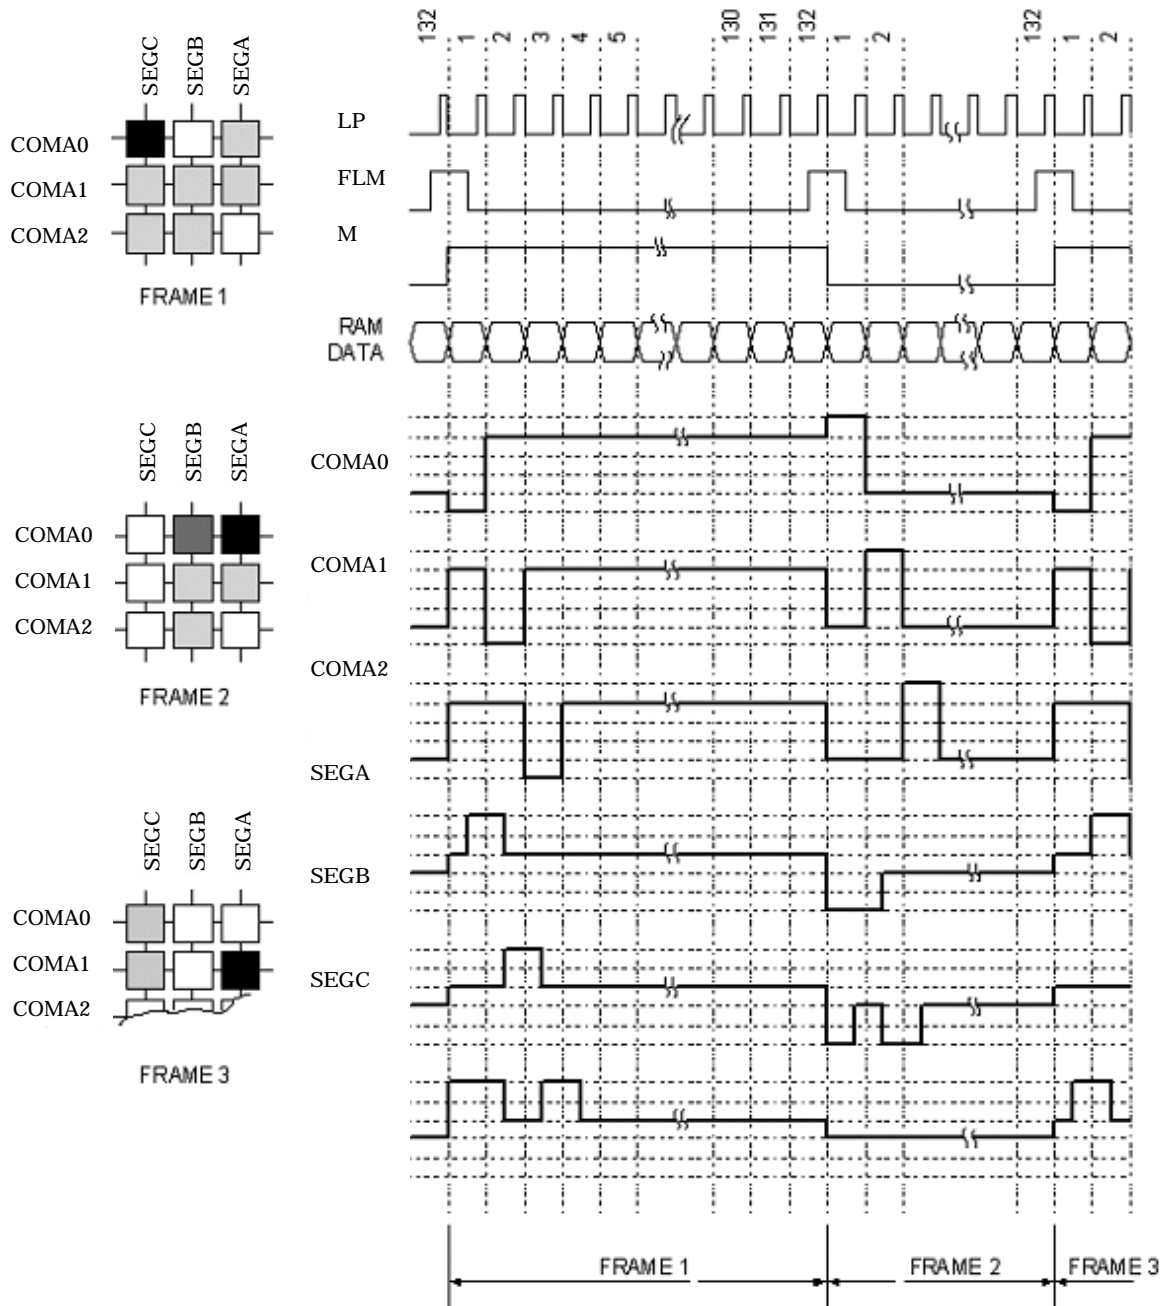 132 1 2 3 4 5 130 131 132 1 2 132 1 2
SEGC SEGB SEGA
COMA0
COMA1
COMA2
FRAME 1
LP
FLM
M
RAM
DATA
SEGC SEGB SEGA
COMA0
COMA1
COMA2
FRAME 2
COMA0
COMA1
COMA2
SEGA
SEGB
SEGC
SEGC SEGB SEGA
COMA0
COMA1
COMA2
FRAME 3
FRAME 1 FRAME 2 FRAME 3